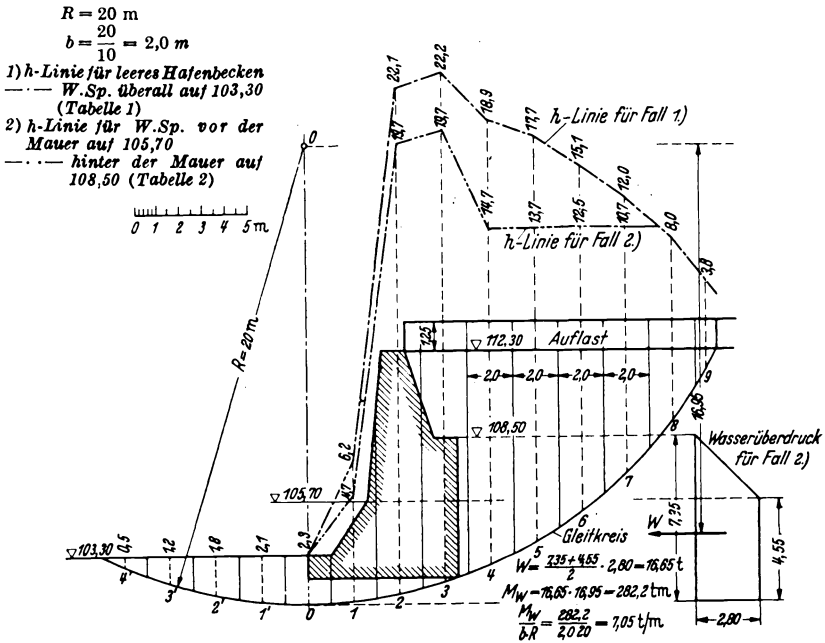 R = 20 m
b = 20/10 = 2,0 m
1) h-Linie für leeres Hafenbecken
W.Sp. überall auf 103,30
(Tabelle 1)
2) h-Linie für W.Sp. vor der
Mauer auf 105,70
hinter der Mauer auf
108,50 (Tabelle 2)
0 1 2 3 4 5 m
0
R=20m
22,1
22,2
18,9
17,7
15,1
12,0
8,0
3,8
h-Linie für Fall 1.)
19,7
19,7
14,7
13,7
12,5
10,7
h-Linie für Fall 2.)
1,25
112,30
Auflast
2,0
2,0
2,0
2,0
9
16,95
8
108,50
Wasserüberdruck
für Fall 2.)
6,2
4,7
105,70
7
7,35
6
Gleitkreis
W
4,55
103,30
0,5
1,2
1,8
2,1
2,3
5
W= (7,35+4,55)/2 · 2,80=16,65 t
4'
3'
2'
1'
0
1
2
3
4
M_W=16,65 · 16,95=282,2 tm
M_W/b·R = 282,2/2,0 20 = 7,05 t/m
2,80